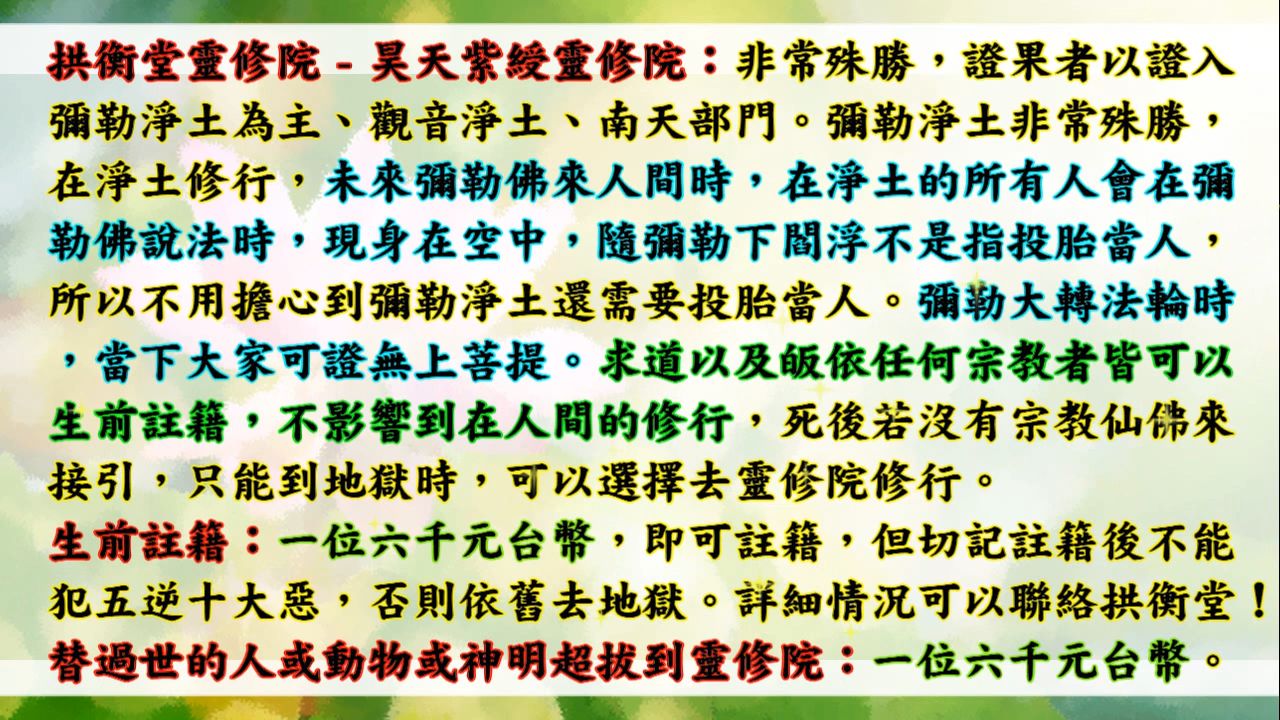 拱衡堂靈修院 - 昊天紫綬靈修院：非常殊勝，證果者以證入
彌勒淨土為主、觀音淨土、南天部門。彌勒淨土非常殊勝，
在淨土修行，未來彌勒佛來人間時，在淨土的所有人會在彌
勒佛說法時，現身在空中，隨彌勒下閻浮不是指投胎當人，
所以不用擔心到彌勒淨土還需要投胎當人。彌勒大轉法輪時
，當下大家可證無上菩提。求道以及皈依任何宗教者皆可以
生前註籍，不影響到在人間的修行，死後若沒有宗教仙佛來
接引，只能到地獄時，可以選擇去靈修院修行。
生前註籍：一位六千元台幣，即可註籍，但切記註籍後不能
犯五逆十大惡，否則依舊去地獄。詳細情況可以聯絡拱衡堂！
替過世的人或動物或神明超拔到靈修院：一位六千元台幣。